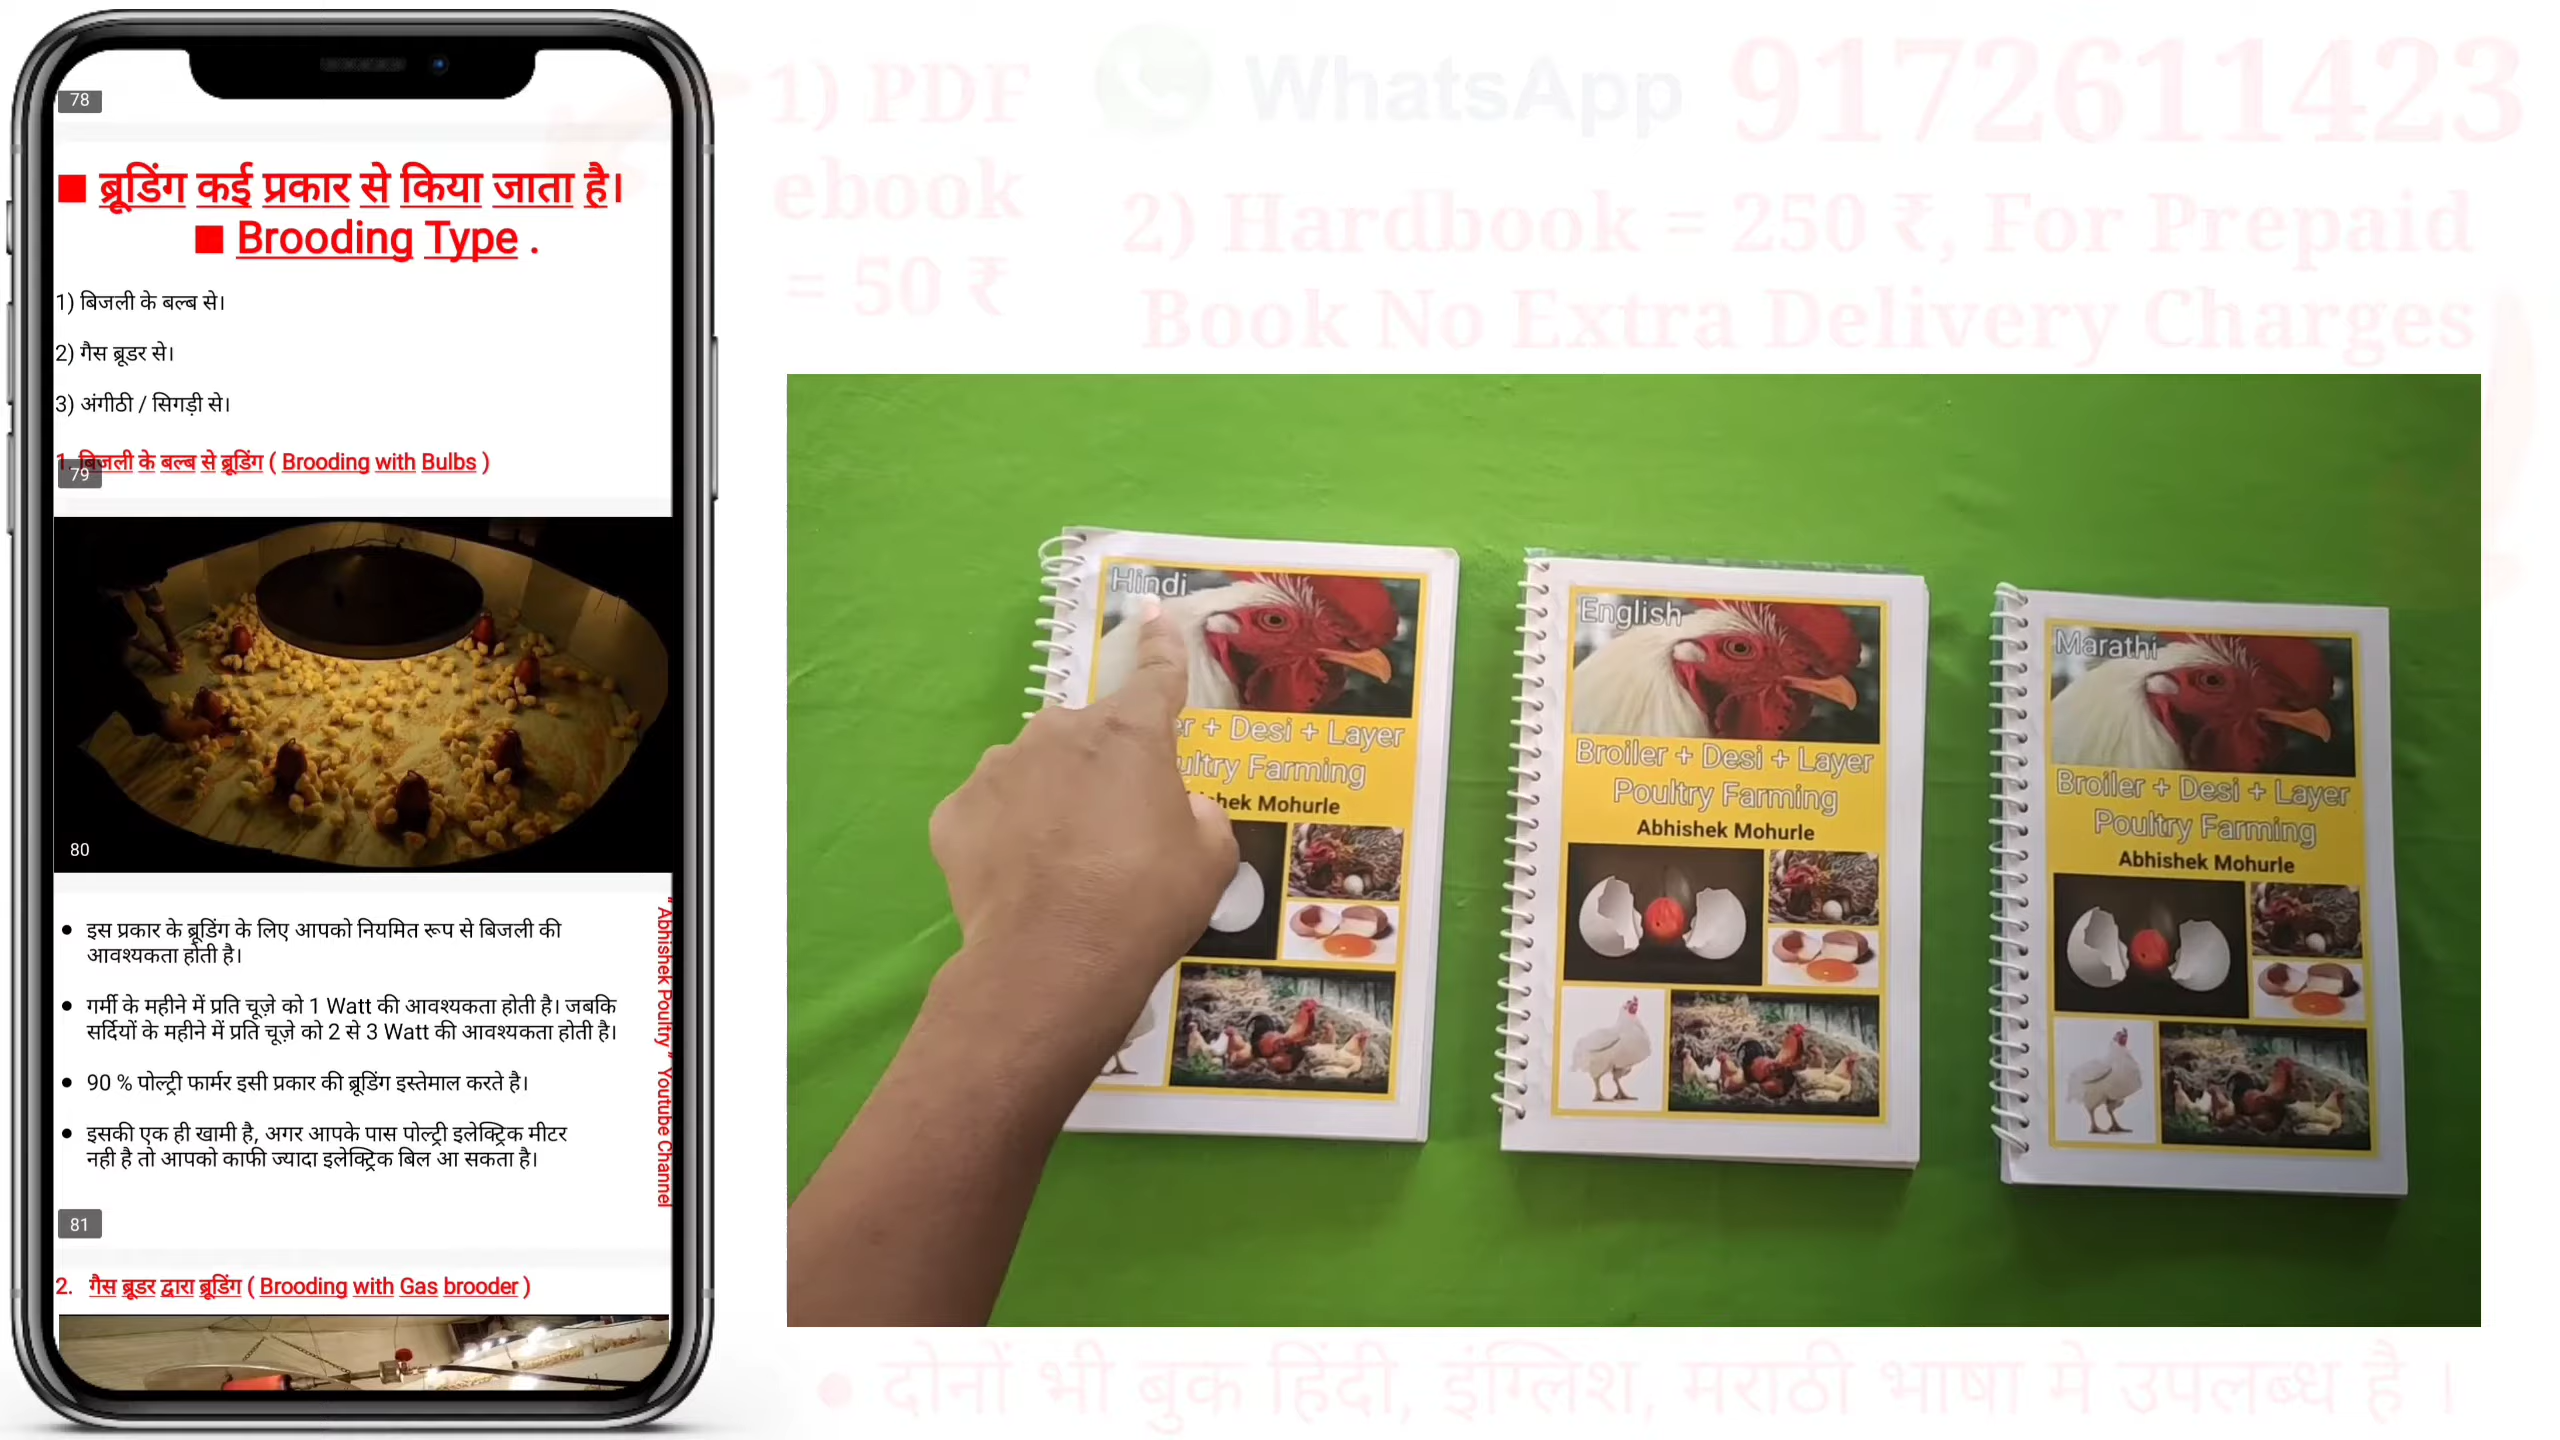 78
■ ब्रूडिंग कई प्रकार से किया जाता है।
■ Brooding Type .
1) बिजली के बल्ब से।
2) गैस ब्रूडर से।
3) अंगीठी / सिगड़ी से।
1. बिजली के बल्ब से ब्रूडिंग ( Brooding with Bulbs )
79
80
• इस प्रकार के ब्रूडिंग के लिए आपको नियमित रूप से बिजली की
आवश्यकता होती है।
• गर्मी के महीने में प्रति चूज़े को 1 Watt की आवश्यकता होती है। जबकि
सर्दियों के महीने में प्रति चूज़े को 2 से 3 Watt की आवश्यकता होती है।
• 90 % पोल्ट्री फार्मर इसी प्रकार की ब्रूडिंग इस्तेमाल करते है।
• इसकी एक ही खामी है, अगर आपके पास पोल्ट्री इलेक्ट्रिक मीटर
नही है तो आपको काफी ज्यादा इलेक्ट्रिक बिल आ सकता है।
" Abhishek Poultry " Youtube Channel
81
2. गैस ब्रूडर द्वारा ब्रूडिंग ( Brooding with Gas brooder )
1) PDF
ebook
= 50 ₹
WhatsApp 9172611423
2) Hardbook = 250 ₹, For Prepaid
Book No Extra Delivery Charges
Hindi
er + Desi + Layer
ultry Farming
shek Mohurle
English
Broiler + Desi + Layer
Poultry Farming
Abhishek Mohurle
Marathi
Broiler + Desi + Layer
Poultry Farming
Abhishek Mohurle
• दोनों भी बुक हिंदी, इंग्लिश, मराठी भाषा मे उपलब्ध है ।